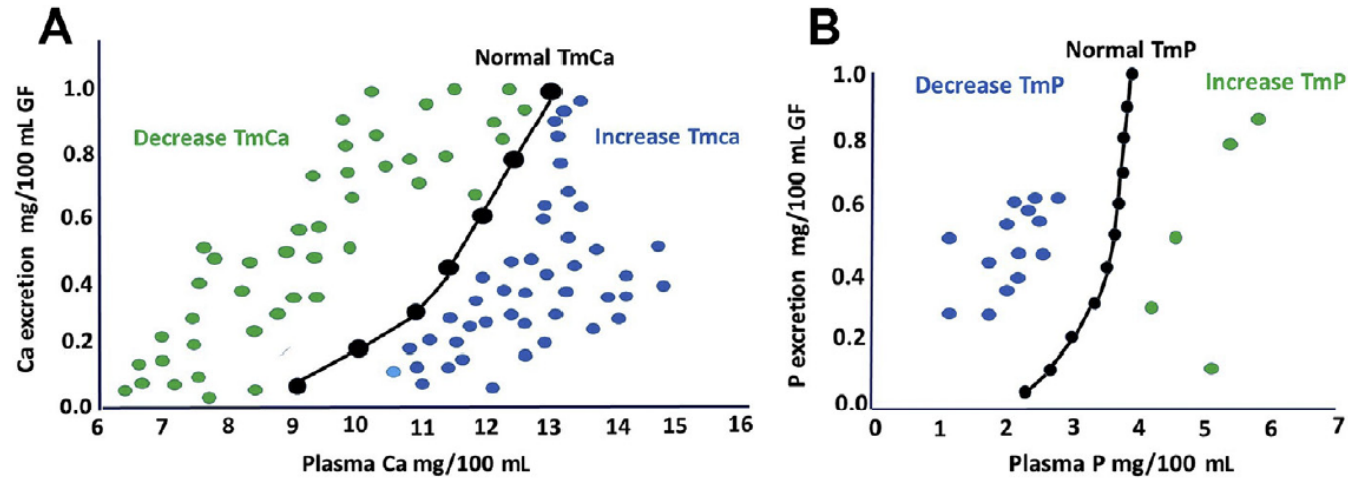 A
Normal TmCa
Decrease TmCa
Increase Tmca
Ca excretion mg/100 mL GF
1.0
0.8
0.6
0.4
0.2
0.0
6 7 8 9 10 11 12 13 14 15 16
Plasma Ca mg/100 mL
B
Normal TmP
Decrease TmP
Increase TmP
P excretion mg/100 mL GF
1.0
0.8
0.6
0.4
0.2
0.0
0 1 2 3 4 5 6 7
Plasma P mg/100 mL